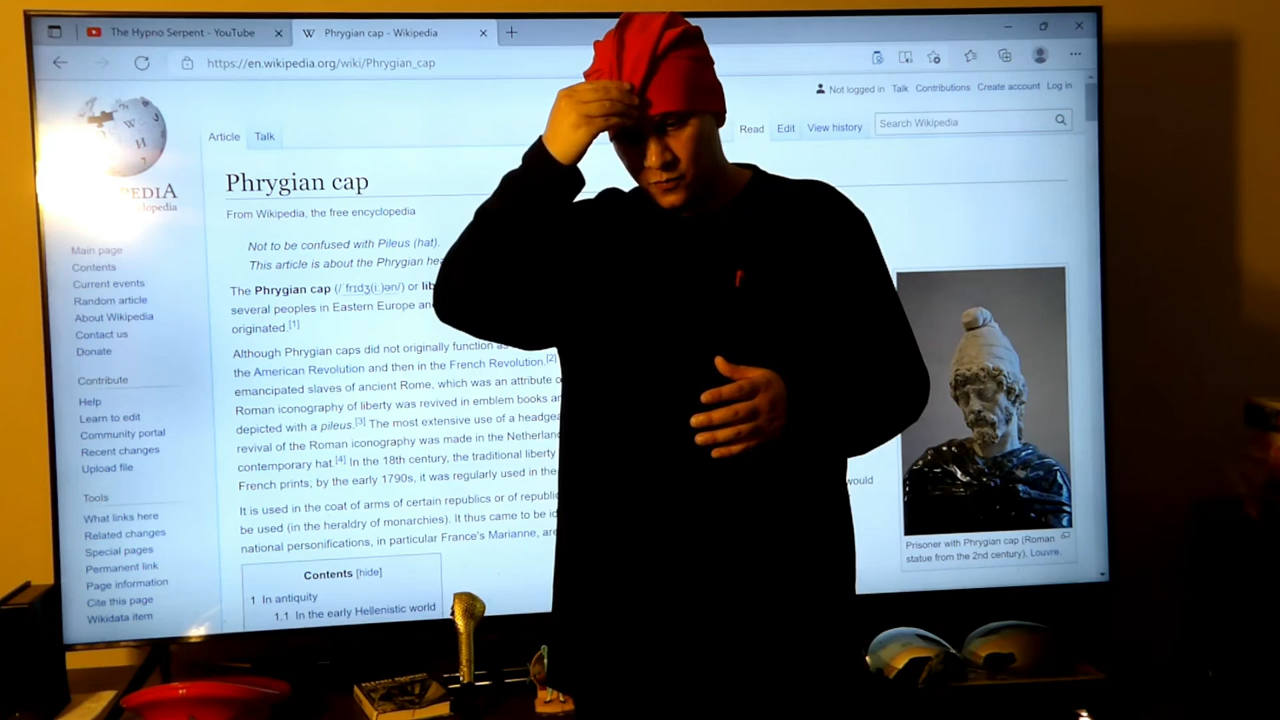 The Hypno Serpent - YouTube
Phrygian cap - Wikipedia
https://en.wikipedia.org/wiki/Phrygian_cap
Not logged in Talk Contributions Create account Log in
Article Talk
Read Edit View history
Search Wikipedia
PEDIA
lopedia
Phrygian cap
From Wikipedia, the free encyclopedia
Not to be confused with Pileus (hat).
This article is about the Phrygian
The Phrygian cap (/ˈfrɪdʒ(iː)ən/) or
several peoples in Eastern Europe
originated.[1]
Although Phrygian caps did not originally function
the American Revolution and then in the French Revolution.[2]
emancipated slaves of ancient Rome, which was an attribute
Roman iconography of liberty was revived in emblem books
depicted with a pileus.[3] The most extensive use of a
revival of the Roman iconography was made in the
contemporary hat.[4] In the 18th century, the traditional liberty
French prints; by the early 1790s, it was regularly used in the
would
It is used in the coat of arms of certain republics or of
be used (in the heraldry of monarchies). It thus came to be
national personifications, in particular France's Marianne,
Contents [hide]
1 In antiquity
1.1 In the early Hellenistic world
Main page
Contents
Current events
Random article
About Wikipedia
Contact us
Donate
Contribute
Help
Learn to edit
Community portal
Recent changes
Upload file
Tools
What links here
Related changes
Special pages
Permanent link
Page information
Cite this page
Wikidata item
Prisoner with Phrygian cap (Roman
statue from the 2nd century), Louvre.